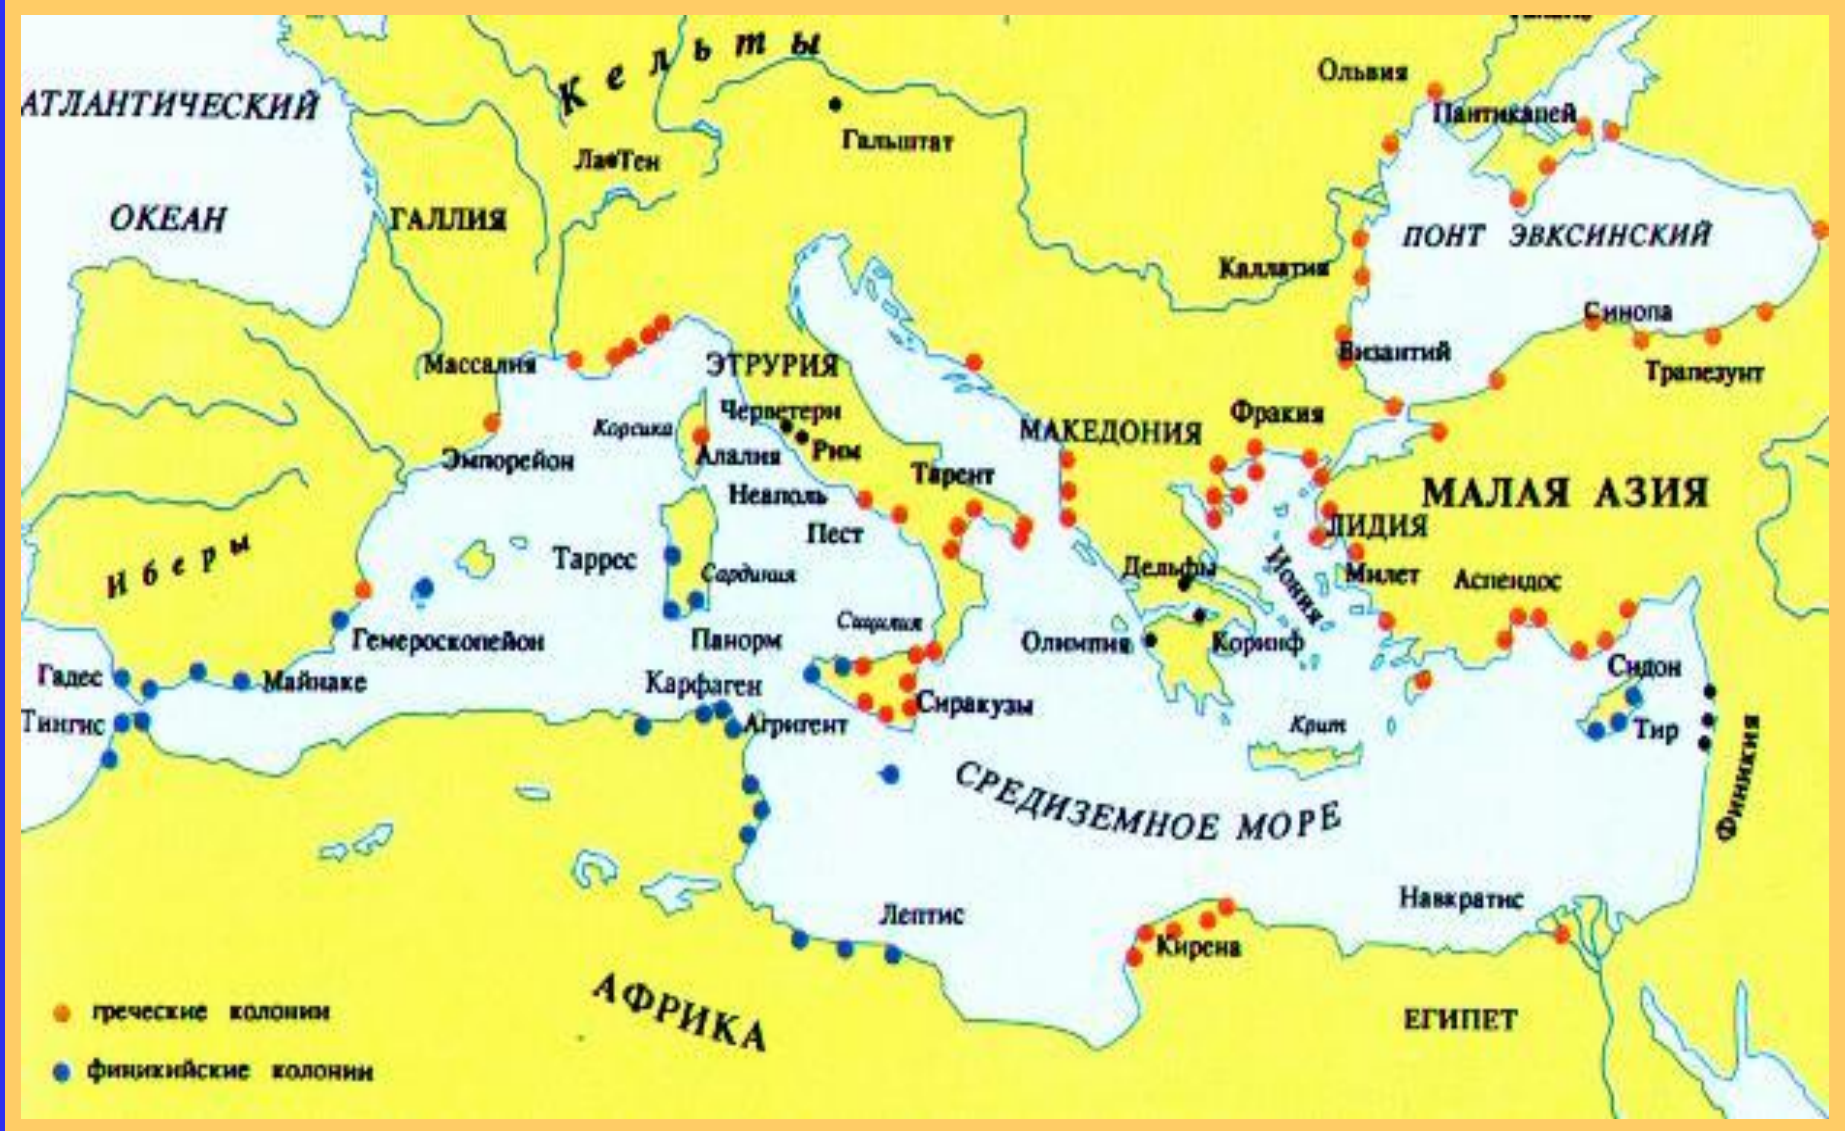 Кельты
Ольвия
АТЛАНТИЧЕСКИЙ
Пантикапей
Гальштат
Ла Тен
ОКЕАН
ГАЛЛИЯ
ПОНТ ЭВКСИНСКИЙ
Каллатия
Синопа
Византий
Массалия
ЭТРУРИЯ
Трапезунт
Черветери
Фракия
Корсика
МАКЕДОНИЯ
Алалия
Рим
Эмпорейон
Тарент
Неаполь
МАЛАЯ АЗИЯ
Пест
ЛИДИЯ
Иберы
Таррес
Сардиния
Дельфы
Иония
Милет
Аспендос
Сицилия
Гемероскопейон
Панорм
Олимпия
Коринф
Сидон
Гадес
Майнаке
Карфаген
Сиракузы
Тингис
Агригент
Крит
Тир
Финикия
СРЕДИЗЕМНОЕ МОРЕ
Навкратис
Лептис
Кирена
АФРИКА
ЕГИПЕТ
греческие колонии
финикийские колонии